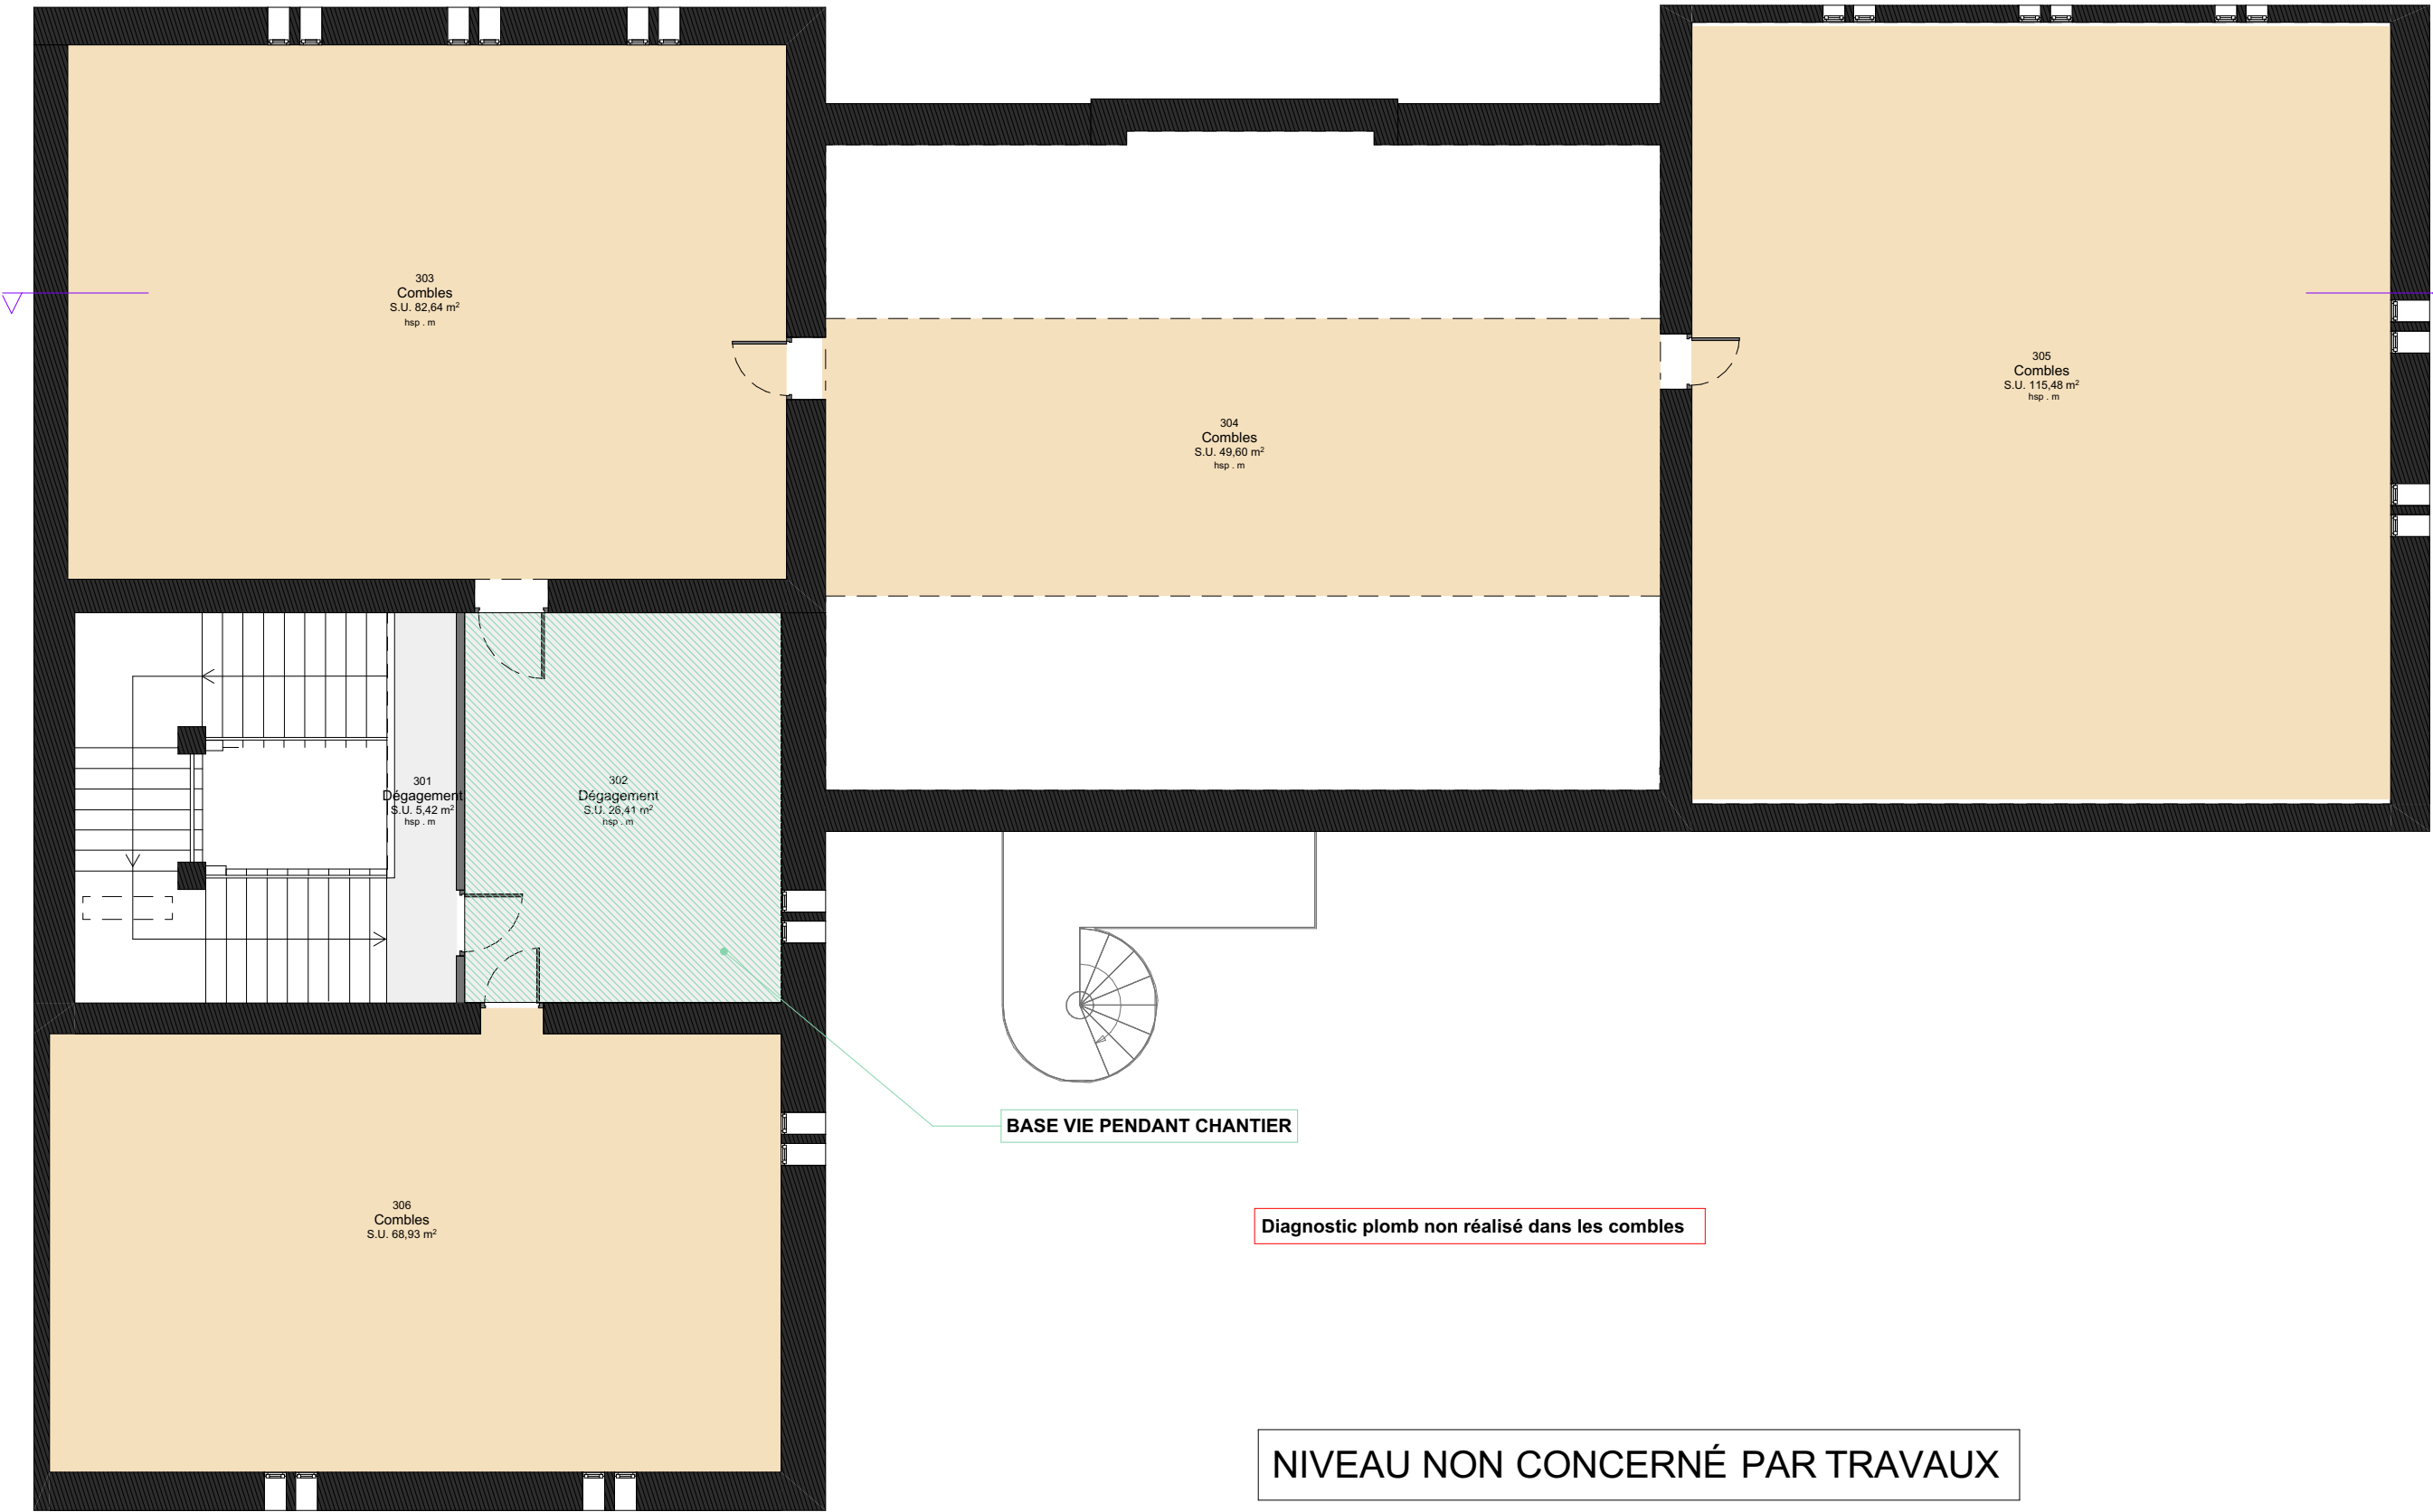 303
Combles
S.U. 82,64 m²
hsp . m
305
Combles
S.U. 115,48 m²
hsp . m
304
Combles
S.U. 49,60 m²
hsp . m
301
Dégagement
S.U. 5,42 m²
hsp . m
302
Dégagement
S.U. 26,41 m²
hsp . m
BASE VIE PENDANT CHANTIER
306
Combles
S.U. 68,93 m²
Diagnostic plomb non réalisé dans les combles
NIVEAU NON CONCERNÉ PAR TRAVAUX